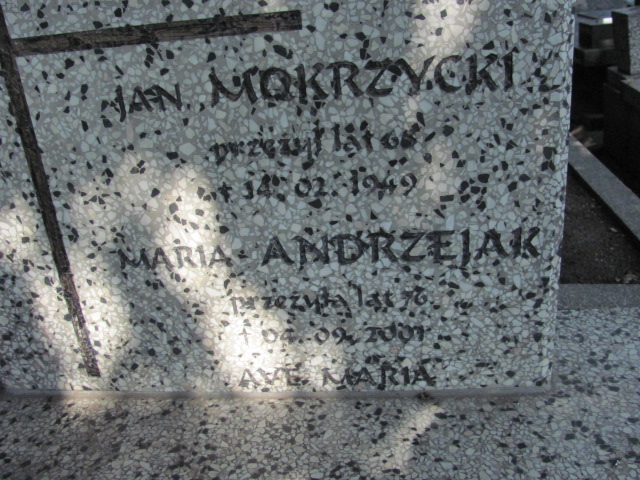 JAN MOKRZYCKI
przeżył lat 66
† 14. 02. 1949
MARIA ANDRZEJAK
przeżyła lat 76
† 04. 09. 2001
AVE MARIA